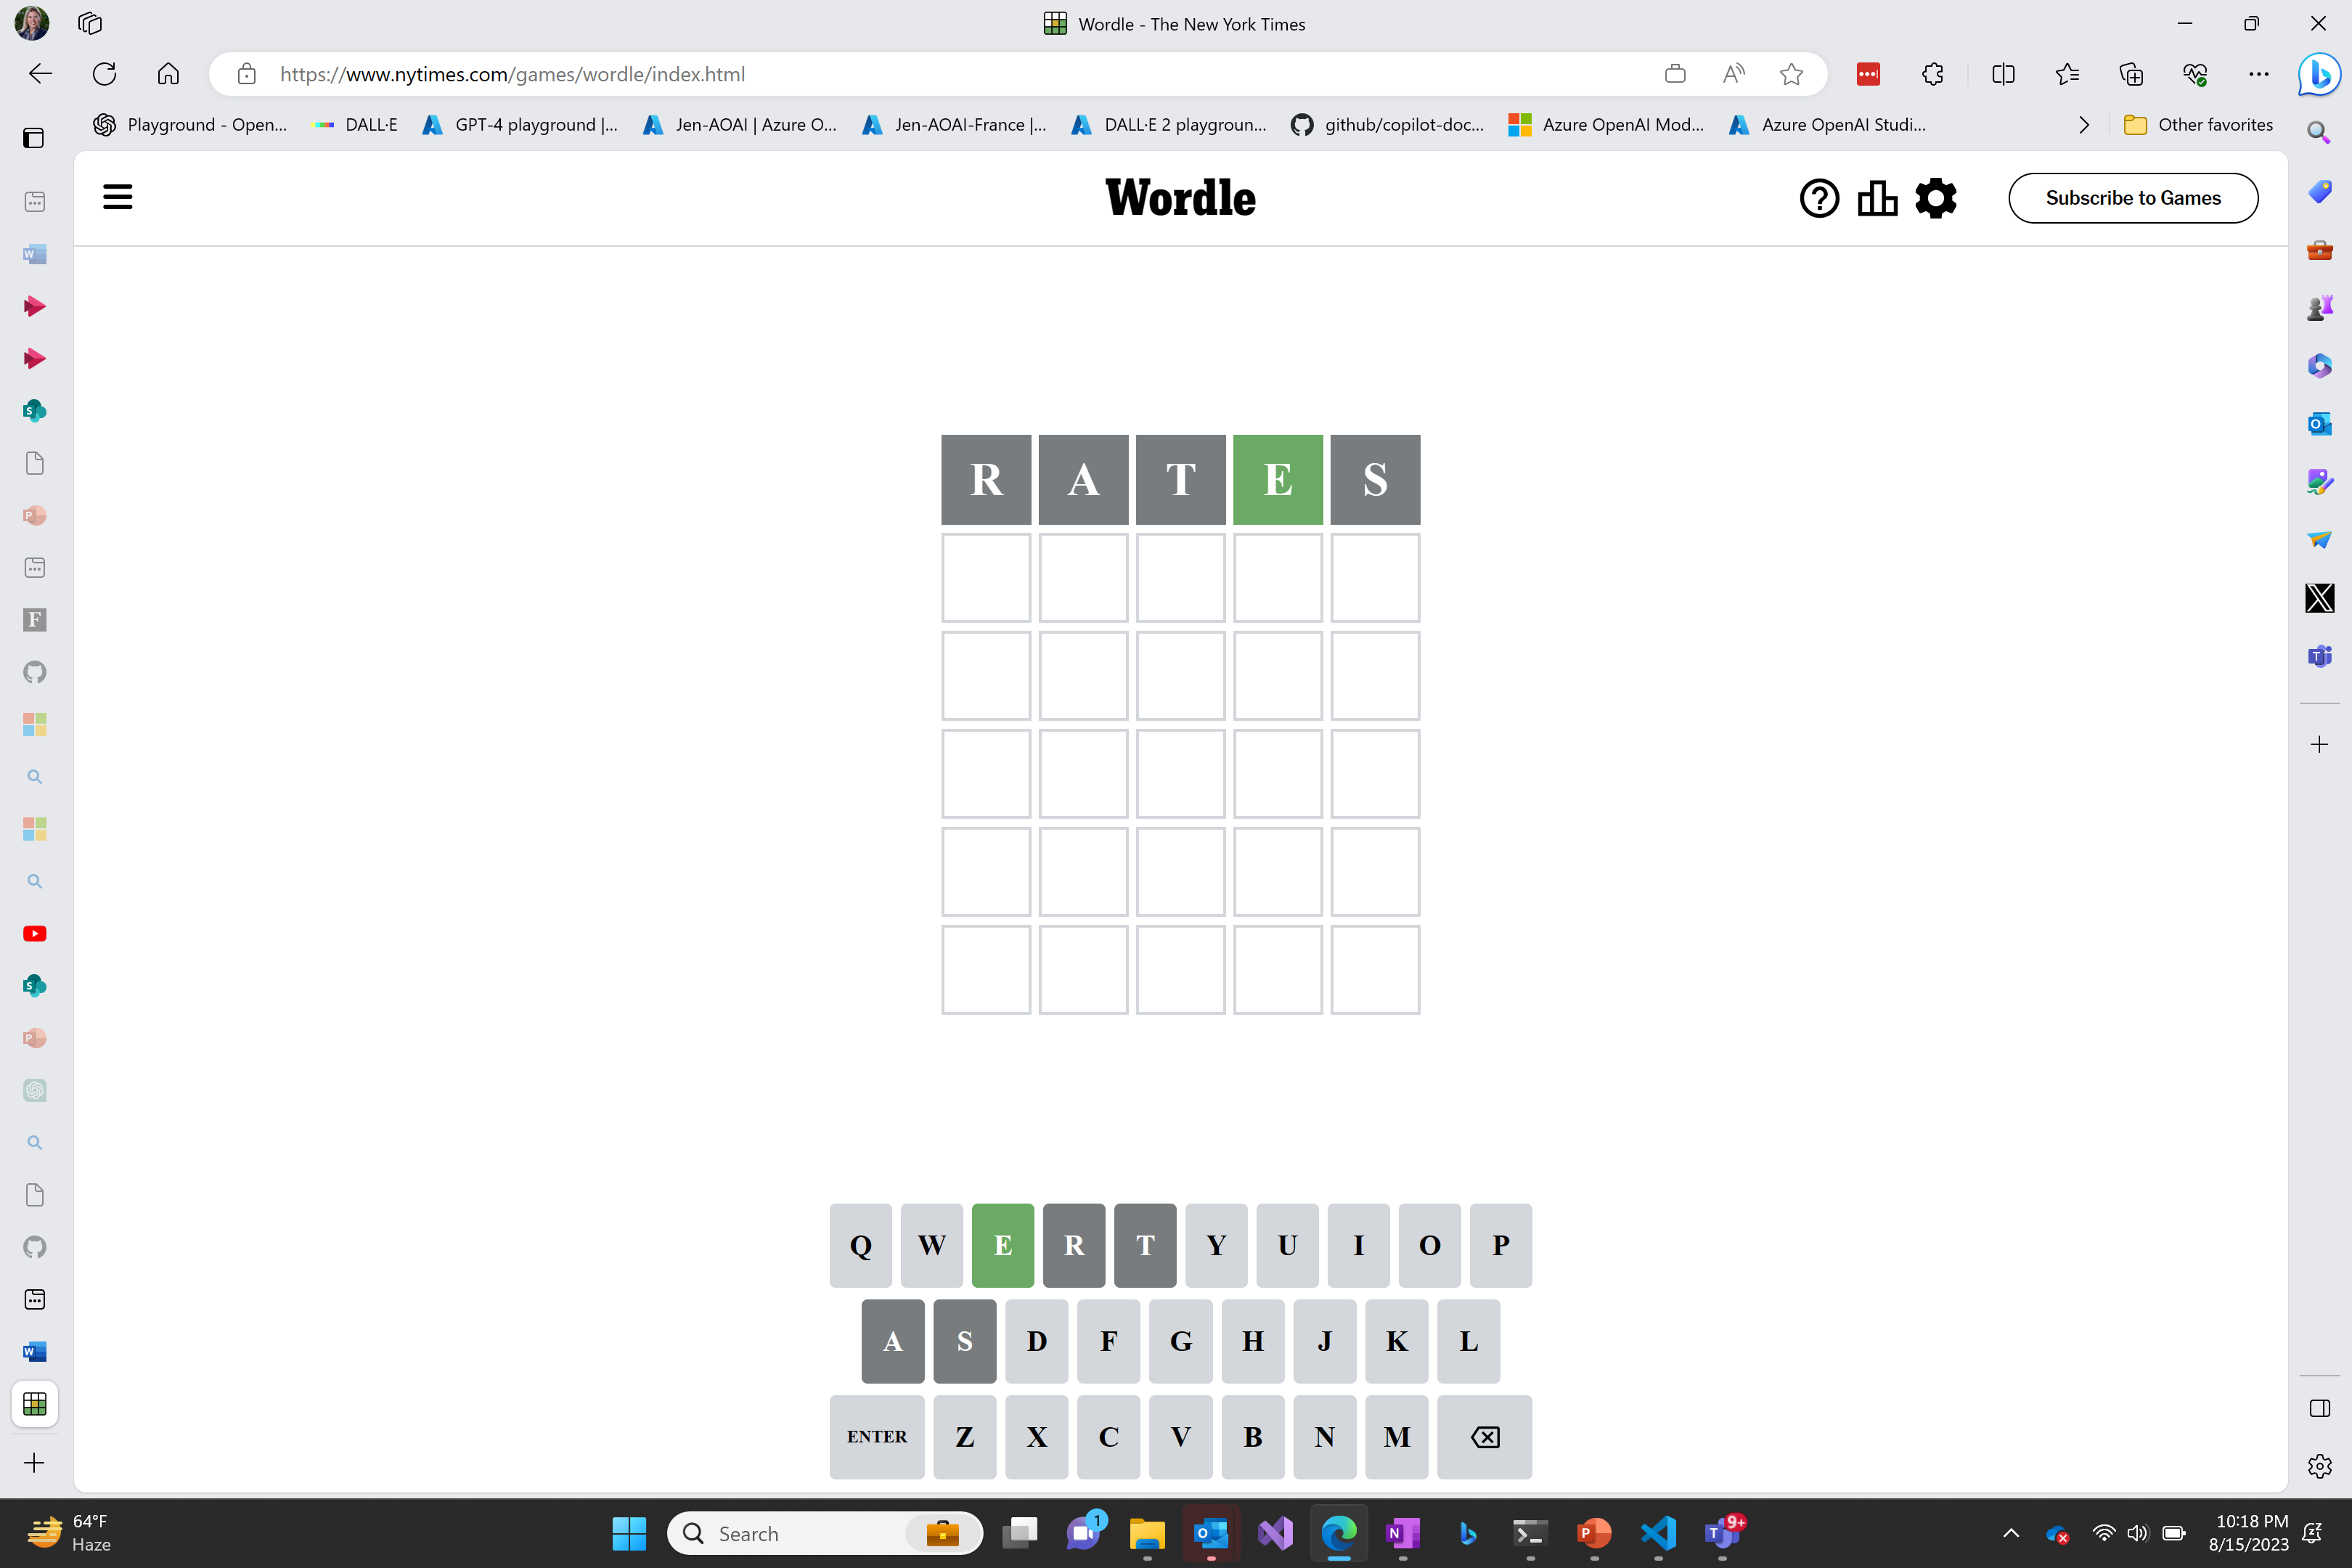 Wordle - The New York Times
https://www.nytimes.com/games/wordle/index.html
Playground - Open... DALL·E GPT-4 playground |... Jen-AOAI | Azure O... Jen-AOAI-France |... DALL·E 2 playgroun... github/copilot-doc... Azure OpenAI Mod... Azure OpenAI Studi... Other favorites
Wordle
Subscribe to Games
R A T E S
Q W E R T Y U I O P
A S D F G H J K L
ENTER Z X C V B N M
64°F
Haze
Search
1
9+
10:18 PM
8/15/2023